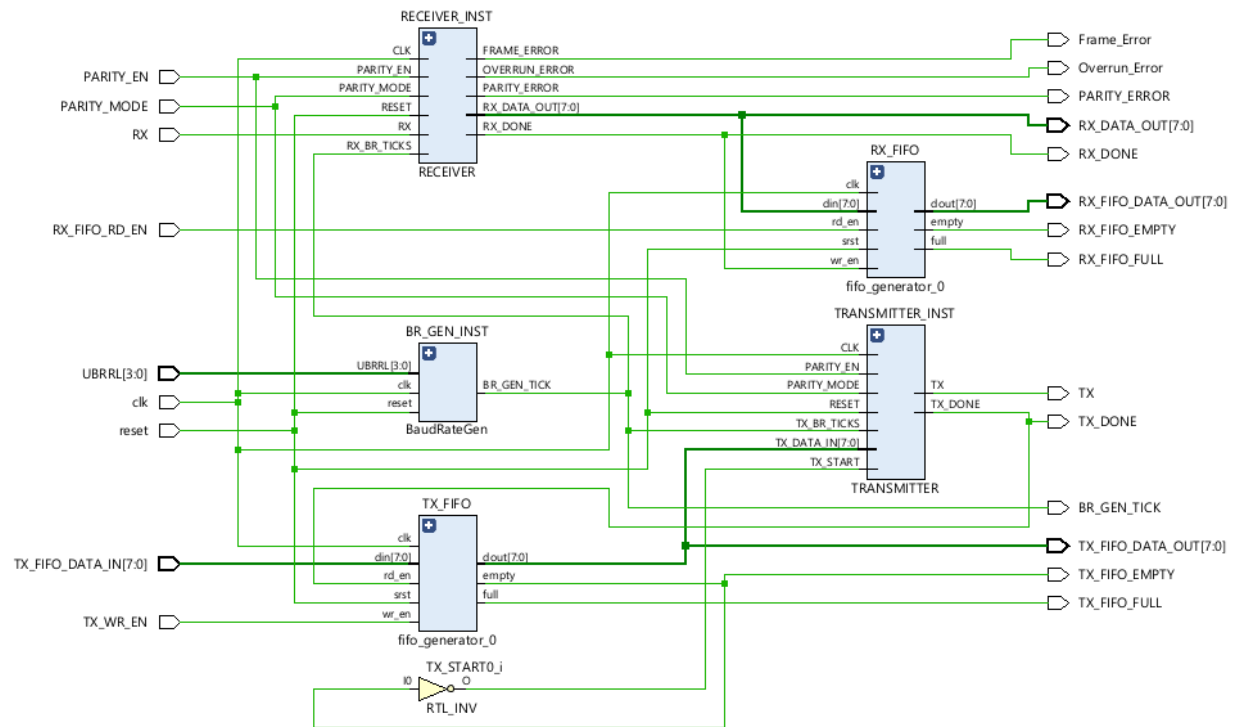 RECEIVER_INST
CLK
PARITY_EN
PARITY_MODE
RESET
RX
RX_BR_TICKS
FRAME_ERROR
OVERRUN_ERROR
PARITY_ERROR
RX_DATA_OUT[7:0]
RX_DONE
RECEIVER
PARITY_EN
PARITY_MODE
RX
RX_FIFO_RD_EN
UBRRL[3:0]
clk
reset
TX_FIFO_DATA_IN[7:0]
TX_WR_EN
RX_FIFO
clk
din[7:0]
rd_en
srst
wr_en
dout[7:0]
empty
full
fifo_generator_0
BR_GEN_INST
UBRRL[3:0]
clk
reset
BR_GEN_TICK
BaudRateGen
TRANSMITTER_INST
CLK
PARITY_EN
PARITY_MODE
RESET
TX_BR_TICKS
TX_DATA_IN[7:0]
TX_START
TX
TX_DONE
TRANSMITTER
TX_FIFO
clk
din[7:0]
rd_en
srst
wr_en
dout[7:0]
empty
full
fifo_generator_0
TX_START0_i
I0
O
RTL_INV
Frame_Error
Overrun_Error
PARITY_ERROR
RX_DATA_OUT[7:0]
RX_DONE
RX_FIFO_DATA_OUT[7:0]
RX_FIFO_EMPTY
RX_FIFO_FULL
TX
TX_DONE
BR_GEN_TICK
TX_FIFO_DATA_OUT[7:0]
TX_FIFO_EMPTY
TX_FIFO_FULL